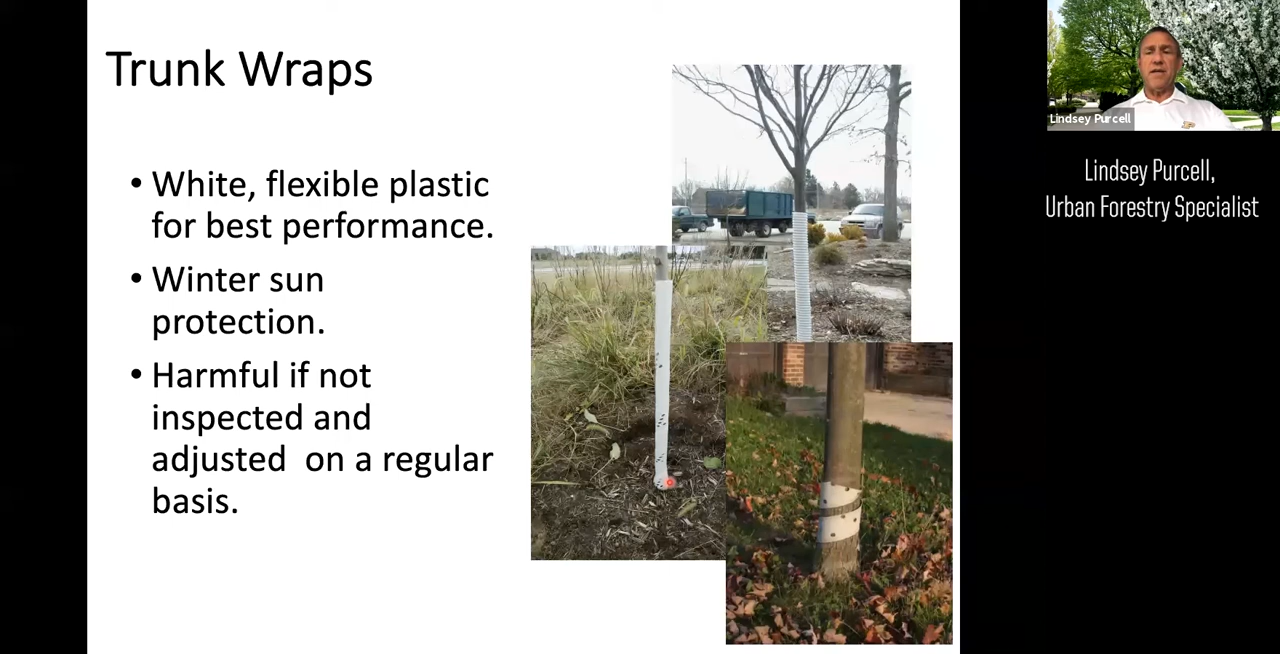 Trunk Wraps
• White, flexible plastic
for best performance.
• Winter sun
protection.
• Harmful if not
inspected and
adjusted  on a regular
basis.
Lindsey Purcell
Lindsey Purcell,
Urban Forestry Specialist